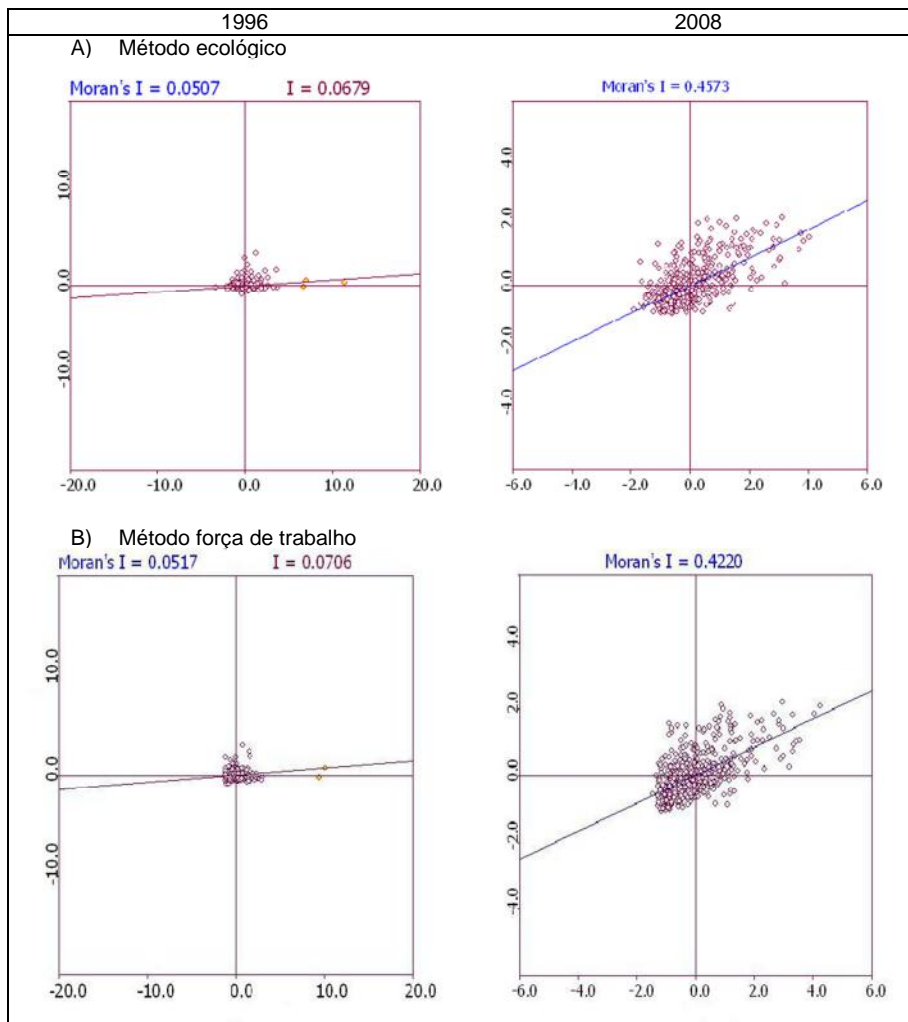 1996 2008
A) Método ecológico
Moran's I = 0.0507 I = 0.0679 Moran's I = 0.4573
10.0
0.0
-10.0
-20.0 -10.0 0.0 10.0 20.0
4.0
2.0
0.0
-2.0
-4.0
-6.0 -4.0 -2.0 0.0 2.0 4.0 6.0
B) Método força de trabalho
Moran's I = 0.0517 I = 0.0706 Moran's I = 0.4220
10.0
0.0
-10.0
-20.0 -10.0 0.0 10.0 20.0
4.0
2.0
0.0
-2.0
-4.0
-6.0 -4.0 -2.0 0.0 2.0 4.0 6.0